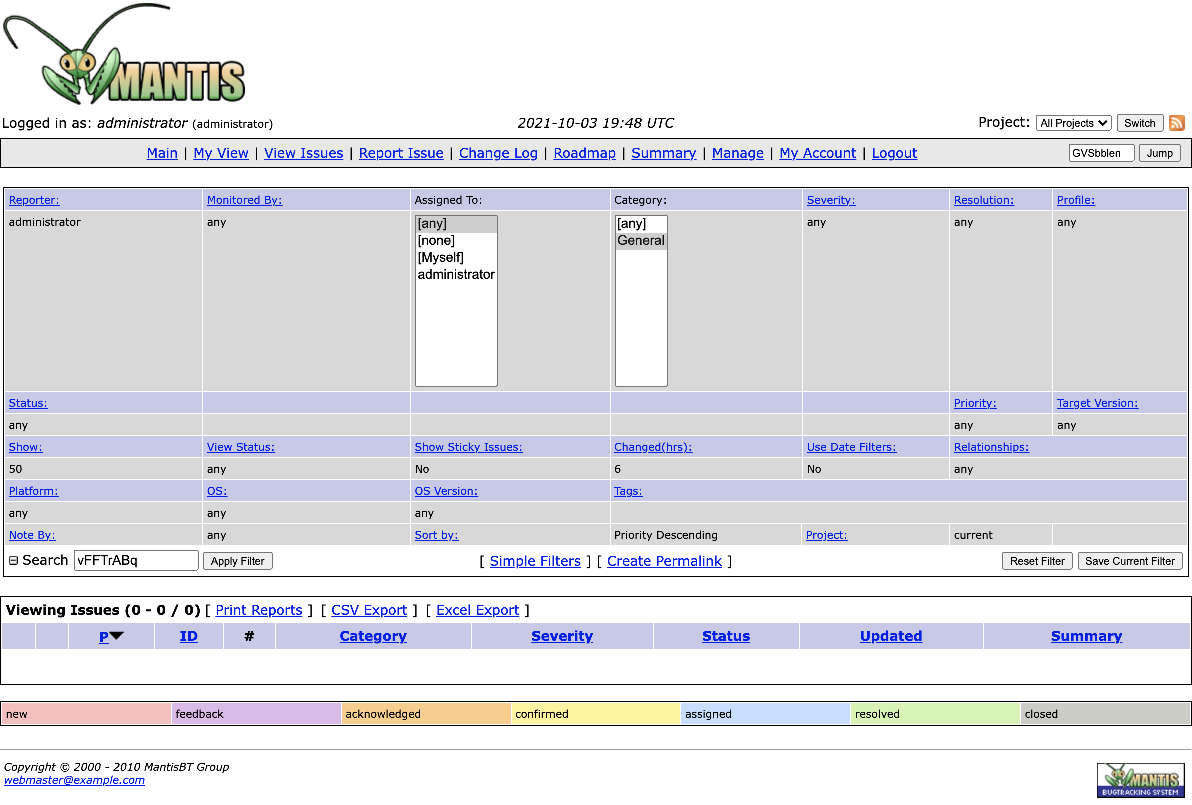 MANTIS
Logged in as: administrator (administrator) 2021-10-03 19:48 UTC Project: All Projects Switch
Main | My View | View Issues | Report Issue | Change Log | Roadmap | Summary | Manage | My Account | Logout GVSbblen Jump
Reporter: Monitored By: Assigned To: Category: Severity: Resolution: Profile:
administrator any [any] [any] any any any
[none] General
[Myself]
administrator
Status: Priority: Target Version:
any any any
Show: View Status: Show Sticky Issues: Changed(hrs): Use Date Filters: Relationships:
50 any No 6 No any
Platform: OS: OS Version: Tags:
any any any
Note By: any Sort by: Priority Descending Project: current
Search vFFTrABq Apply Filter [ Simple Filters ] [ Create Permalink ] Reset Filter Save Current Filter
Viewing Issues (0 - 0 / 0) [ Print Reports ] [ CSV Export ] [ Excel Export ]
P ID # Category Severity Status Updated Summary
new feedback acknowledged confirmed assigned resolved closed
Copyright © 2000 - 2010 MantisBT Group
webmaster@example.com
MANTIS
BUGTRACKING SYSTEM